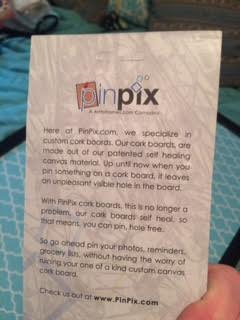 pinpix
A Artehouse.com Company
Here at PinPix.com, we specialize in
custom cork boards. Our cork boards, are
made out of our patented self healing
canvas material. Up until now when you
pin something on a cork board, it leaves
an unpleasant visible hole in the board.
With PinPix cork boards, this is no longer a
problem, our cork boards self heal, so
that means, you can pin, hole free.
So go ahead pin your photos, reminders,
grocery lists, without having the worry of
ruining your one of a kind custom canvas
cork board.
Check us out at www.PinPix.com